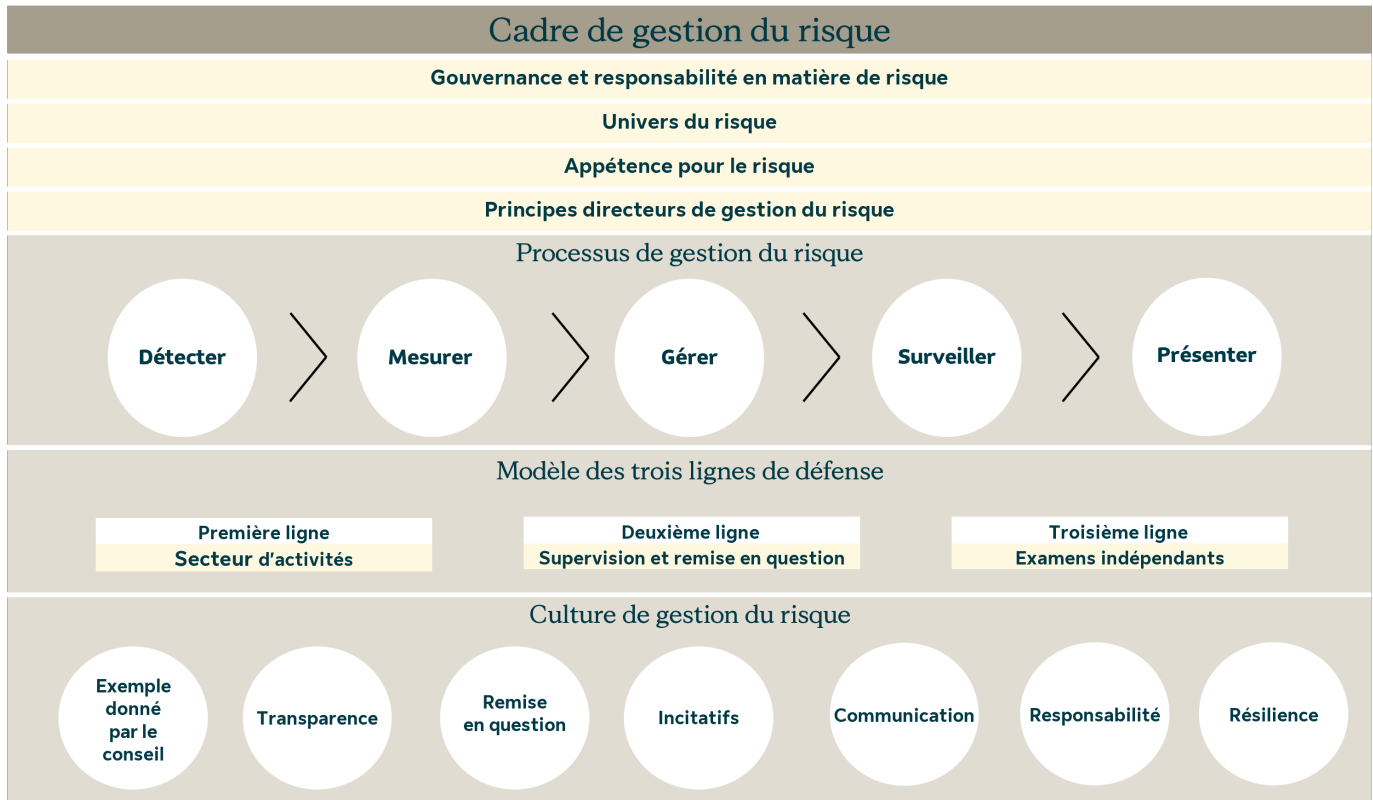 Cadre de gestion du risque
Gouvernance et responsabilité en matière de risque
Univers du risque
Appétence pour le risque
Principes directeurs de gestion du risque
Processus de gestion du risque
Détecter
Mesurer
Gérer
Surveiller
Présenter
Modèle des trois lignes de défense
Première ligne
Secteur d'activités
Deuxième ligne
Supervision et remise en question
Troisième ligne
Examens indépendants
Culture de gestion du risque
Exemple
donné
par le
conseil
Transparence
Remise
en question
Incitatifs
Communication
Responsabilité
Résilience